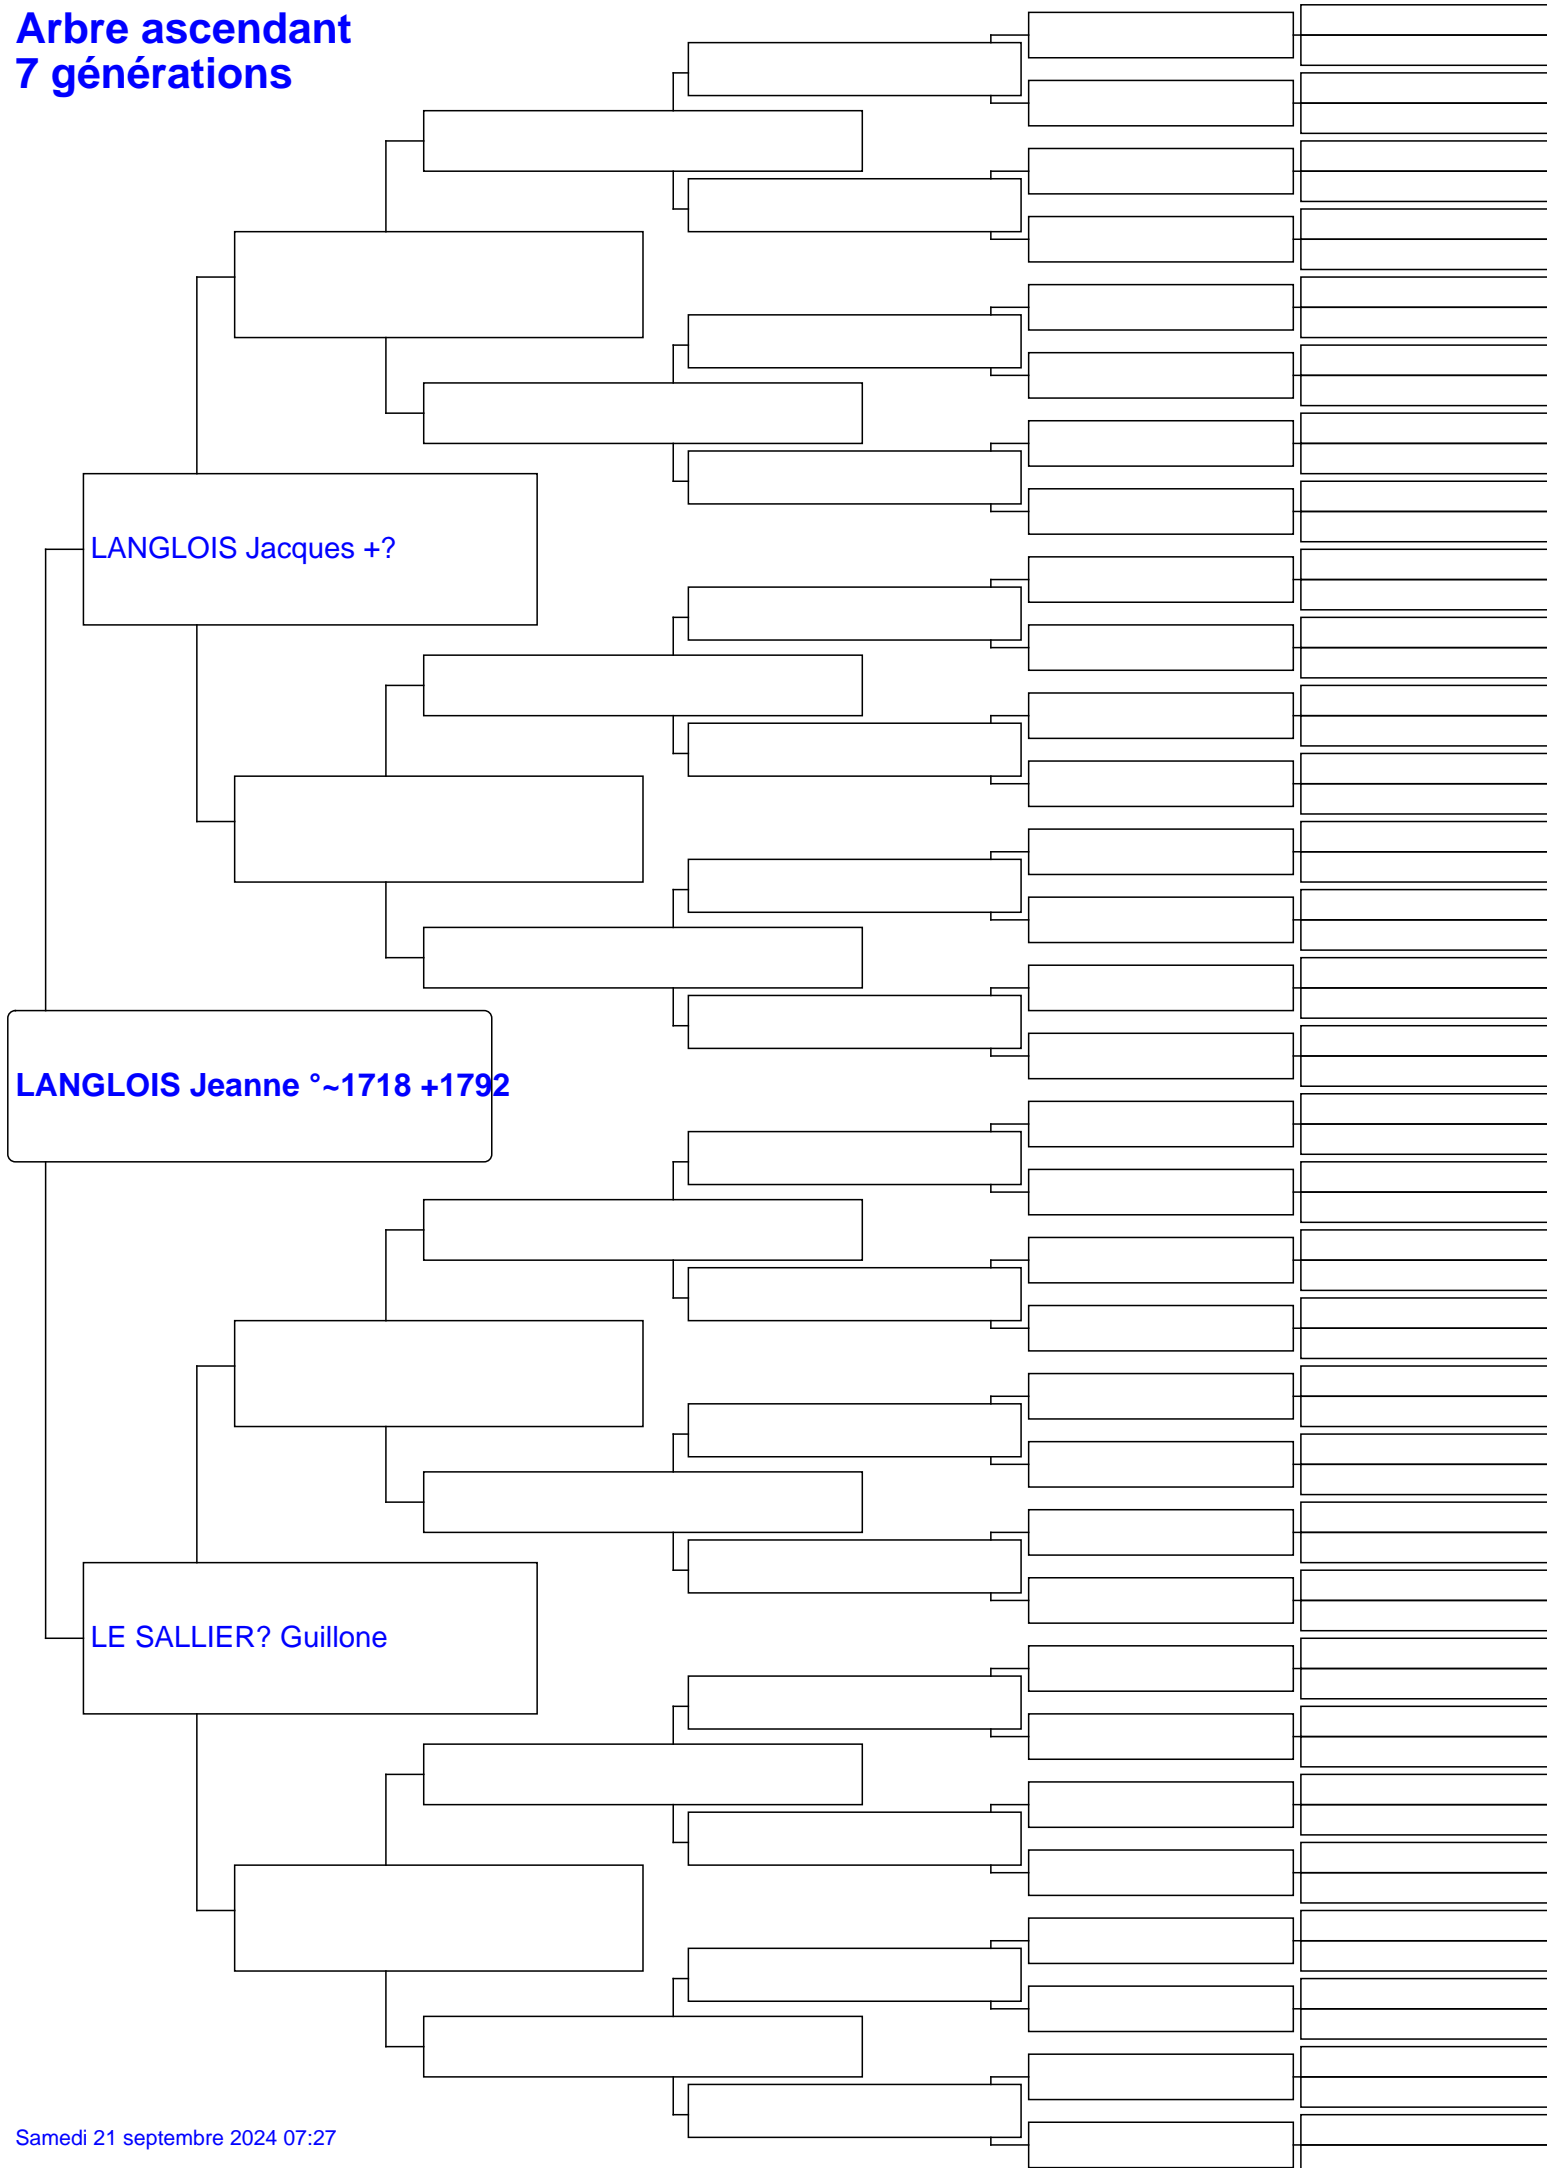 Arbre ascendant
7 générations
LANGLOIS Jacques +?
LANGLOIS Jeanne °~1718 +1792
LE SALLIER? Guillone
Samedi 21 septembre 2024 07:27